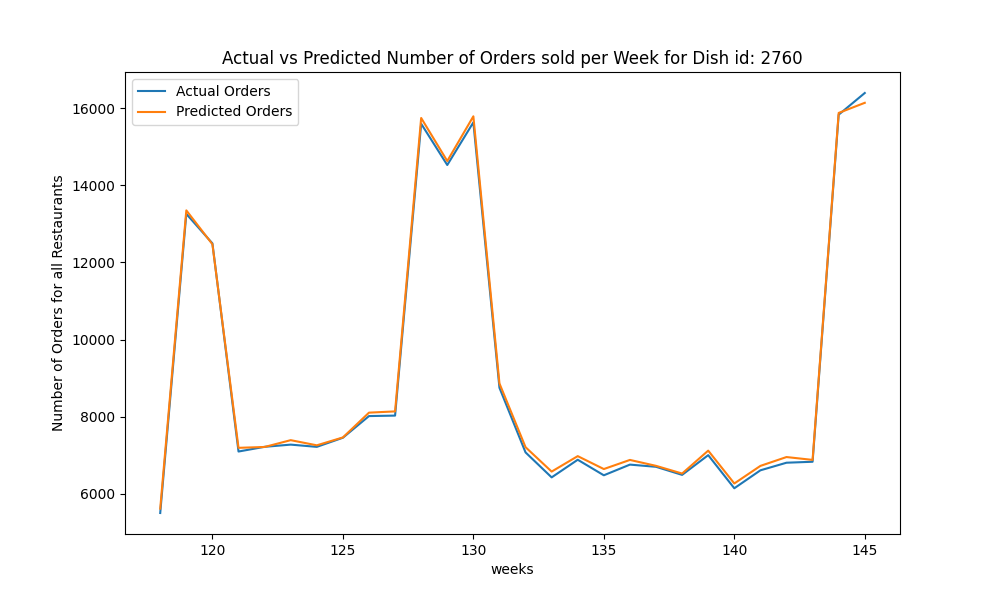 Actual vs Predicted Number of Orders sold per Week for Dish id: 2760
Actual Orders
Predicted Orders
Number of Orders for all Restaurants
16000
14000
12000
10000
8000
6000
120 125 130 135 140 145
weeks